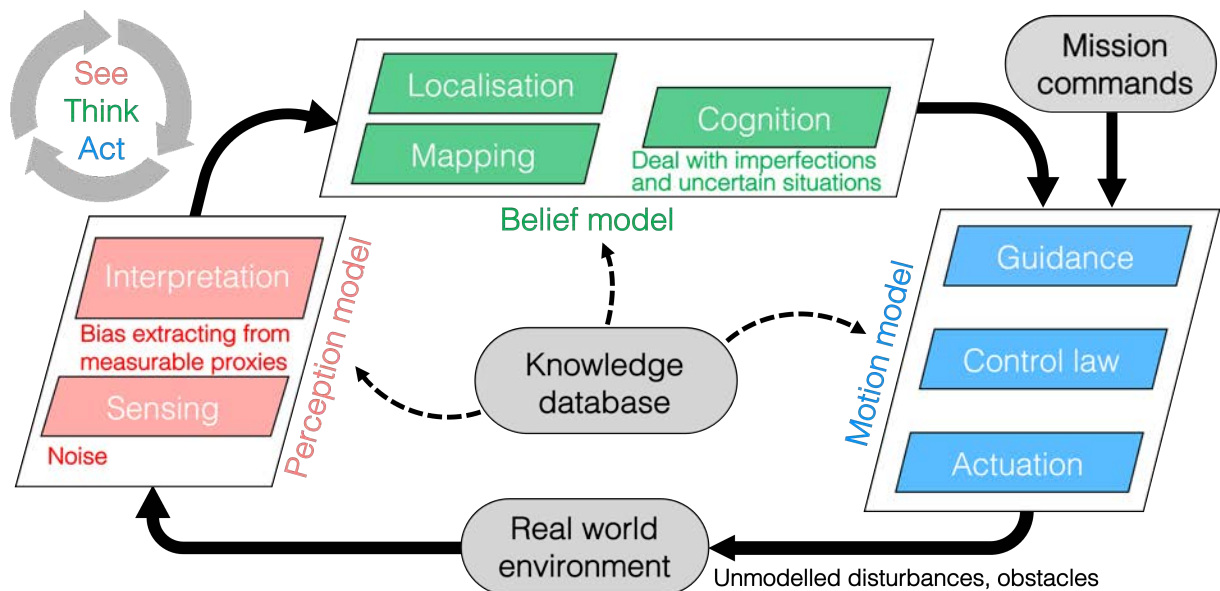 See
Think
Act
Localisation
Mapping
Cognition
Deal with imperfections
and uncertain situations
Belief model
Mission
commands
Interpretation
Bias extracting from
measurable proxies
Sensing
Noise
Perception model
Knowledge
database
Motion model
Guidance
Control law
Actuation
Real world
environment
Unmodelled disturbances, obstacles